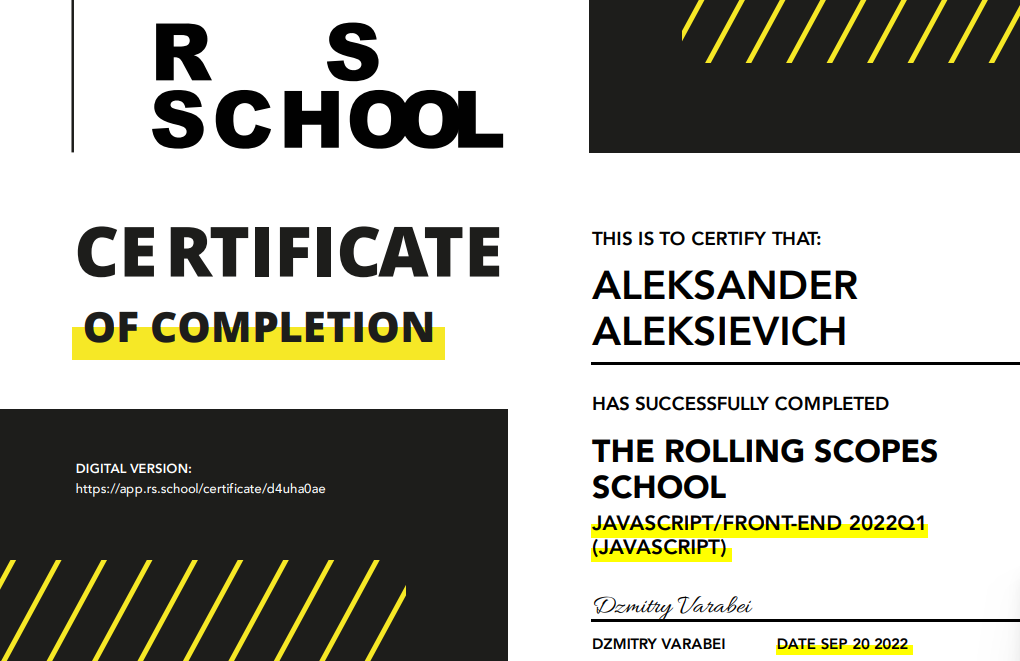 R S
SCHOOL
CERTIFICATE
OF COMPLETION
DIGITAL VERSION:
https://app.rs.school/certificate/d4uha0ae
THIS IS TO CERTIFY THAT:
ALEKSANDER
ALEKSIEVICH
HAS SUCCESSFULLY COMPLETED
THE ROLLING SCOPES
SCHOOL
JAVASCRIPT/FRONT-END 2022Q1
(JAVASCRIPT)
Dzmitry Varabei
DZMITRY VARABEI DATE SEP 20 2022